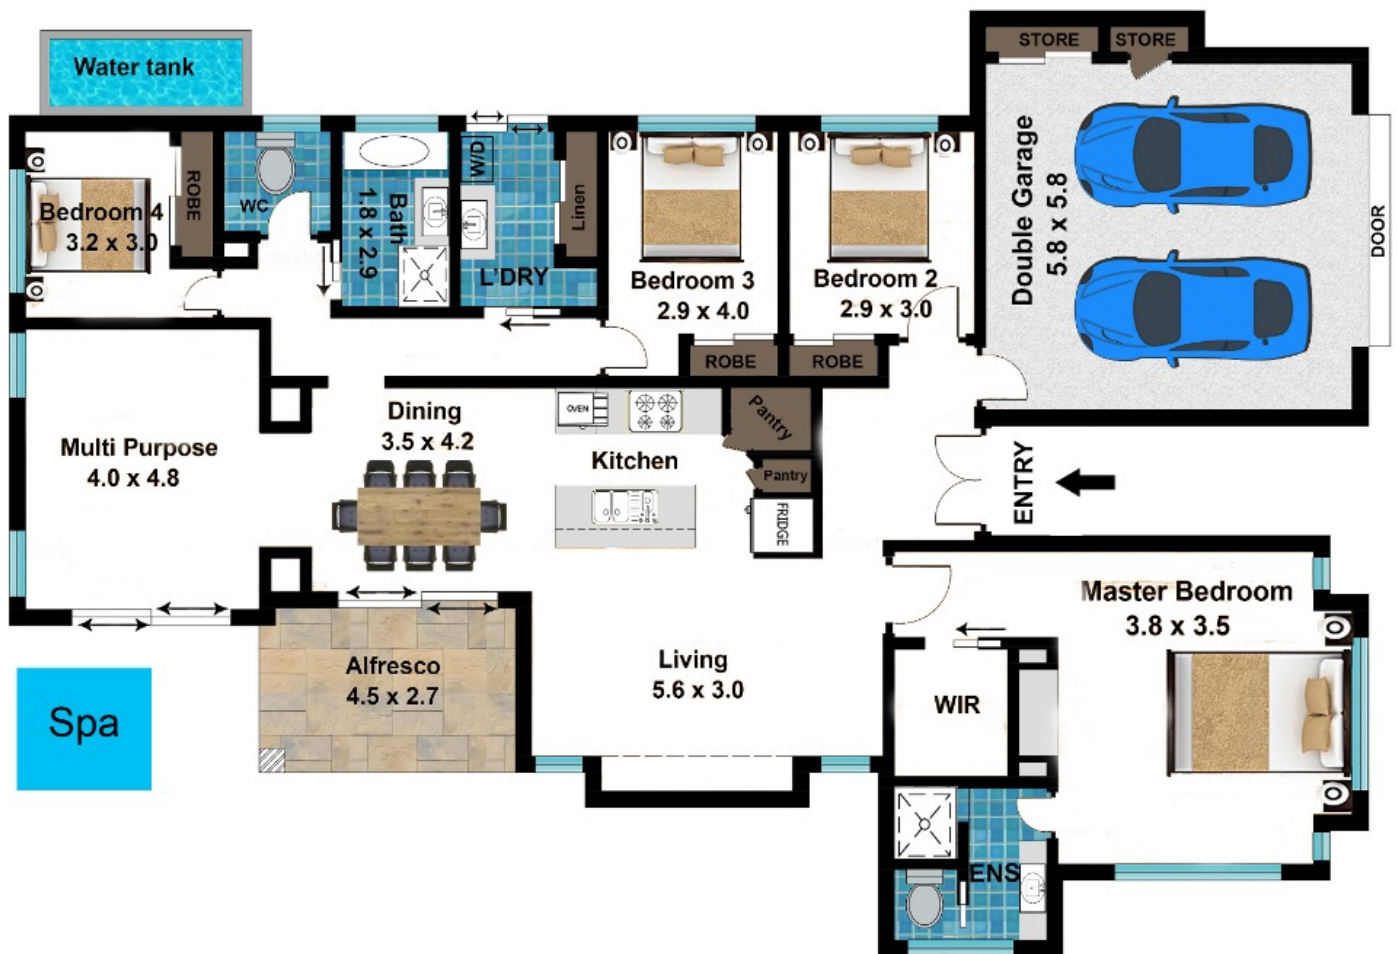 STORE
STORE
Water tank
Double Garage
5.8 x 5.8
DOOR
W/D
ROBE
Linen
WC
Bath
1.8 x 2.9
Bedroom 4
3.2 x 3.0
L'DRY
Bedroom 3
2.9 x 4.0
Bedroom 2
2.9 x 3.0
ROBE
ROBE
Dining
3.5 x 4.2
OVEN
Pantry
Multi Purpose
4.0 x 4.8
Kitchen
Pantry
FRIDGE
ENTRY
Master Bedroom
3.8 x 3.5
Alfresco
4.5 x 2.7
Living
5.6 x 3.0
WIR
Spa
ENS